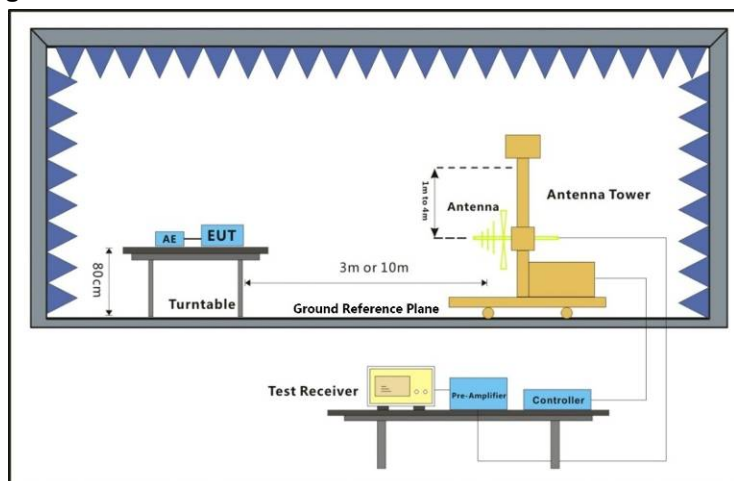 1m to 4m
Antenna
Antenna Tower
AE
EUT
80cm
3m or 10m
Turntable
Ground Reference Plane
Test Receiver
Pre-Amplifier
Controller